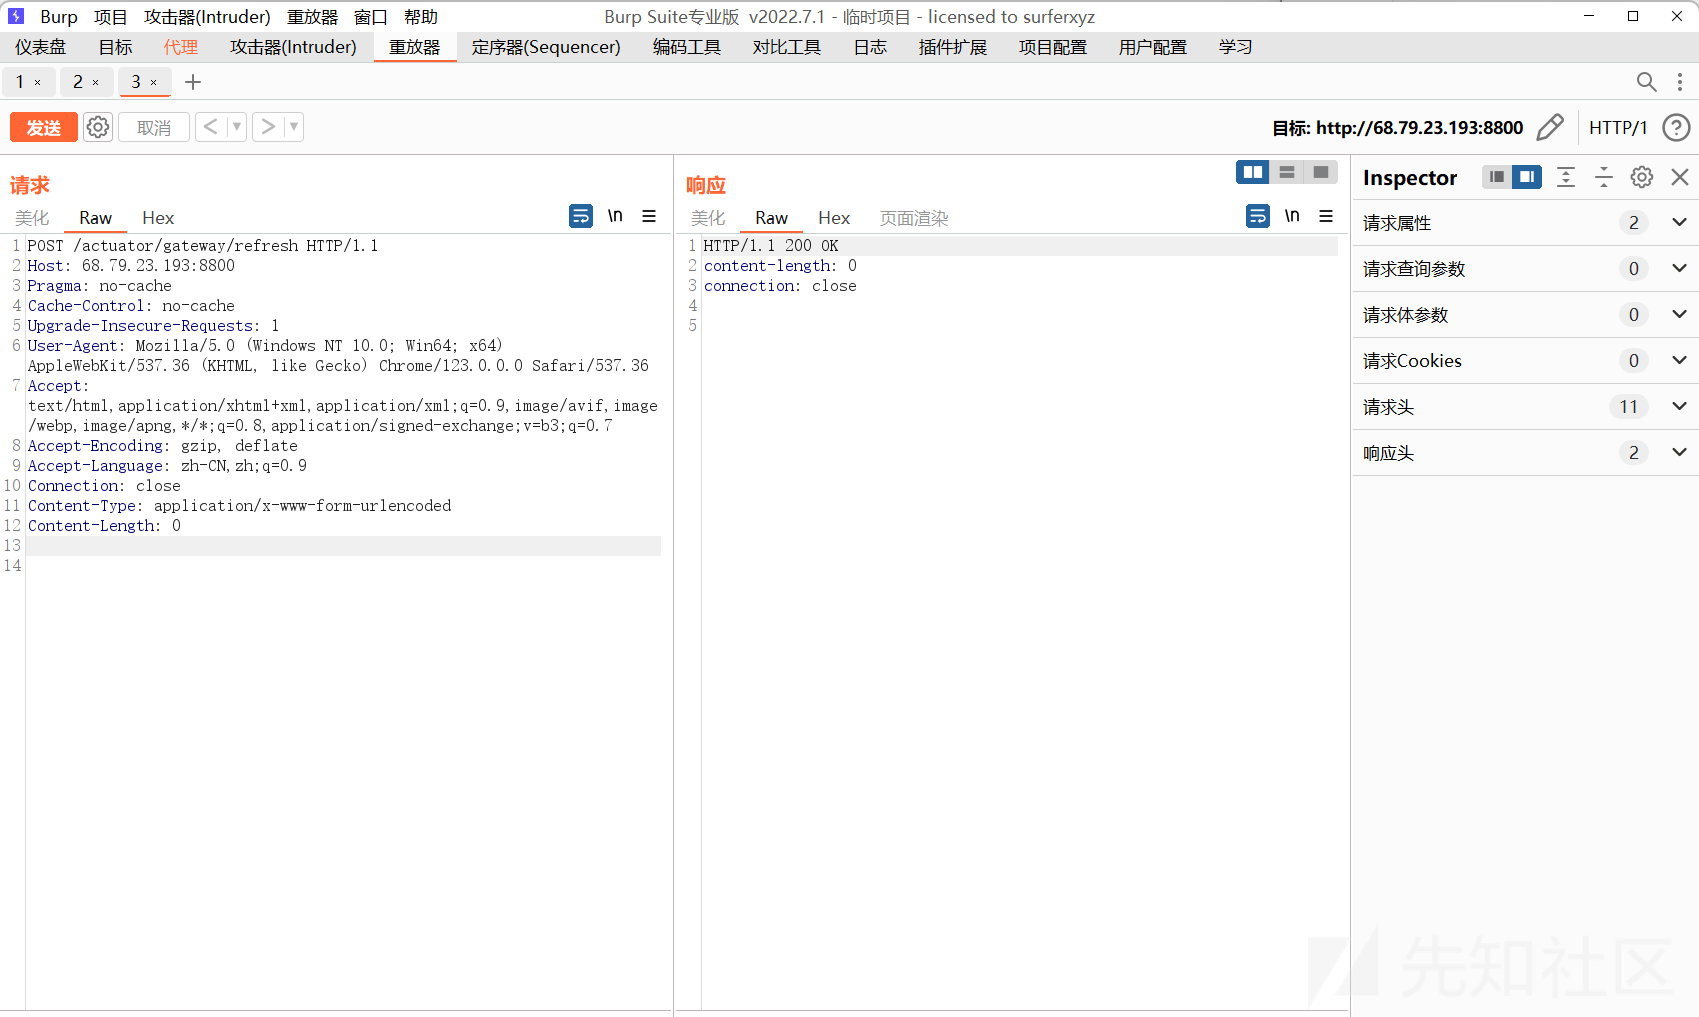 Burp 项目 攻击器(Intruder) 重放器 窗口 帮助 Burp Suite专业版 v2022.7.1 - 临时项目 - licensed to surferxyz
仪表盘 目标 代理 攻击器(Intruder) 重放器 定序器(Sequencer) 编码工具 对比工具 日志 插件扩展 项目配置 用户配置 学习
1 × 2 × 3 ×
发送 取消 < > 目标: http://68.79.23.193:8800 HTTP/1
请求
美化 Raw Hex \n
1 POST /actuator/gateway/refresh HTTP/1.1
2 Host: 68.79.23.193:8800
3 Pragma: no-cache
4 Cache-Control: no-cache
5 Upgrade-Insecure-Requests: 1
6 User-Agent: Mozilla/5.0 (Windows NT 10.0; Win64; x64)
AppleWebKit/537.36 (KHTML, like Gecko) Chrome/123.0.0.0 Safari/537.36
7 Accept:
text/html,application/xhtml+xml,application/xml;q=0.9,image/avif,image
/webp,image/apng,*/*;q=0.8,application/signed-exchange;v=b3;q=0.7
8 Accept-Encoding: gzip, deflate
9 Accept-Language: zh-CN,zh;q=0.9
10 Connection: close
11 Content-Type: application/x-www-form-urlencoded
12 Content-Length: 0
13
14
响应
美化 Raw Hex 页面渲染 \n
1 HTTP/1.1 200 OK
2 content-length: 0
3 connection: close
4
5
Inspector
请求属性 2
请求查询参数 0
请求体参数 0
请求Cookies 0
请求头 11
响应头 2
先知社区